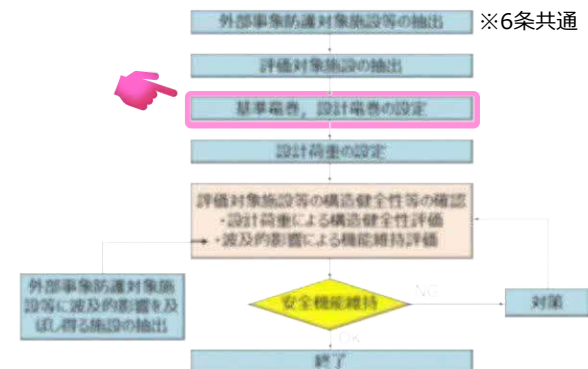 外部事象防護対象施設等の抽出
※6条共通
評価対象施設の抽出
基準竜巻，設計竜巻の設定
設計荷重の設定
評価対象施設等の構造健全性等の確認
・設計荷重による構造健全性評価
・波及的影響による機能維持評価
外部事象防護対象施
設等に波及的影響を及
ぼし得る施設の抽出
安全機能維持
NG
対策
OK
終了